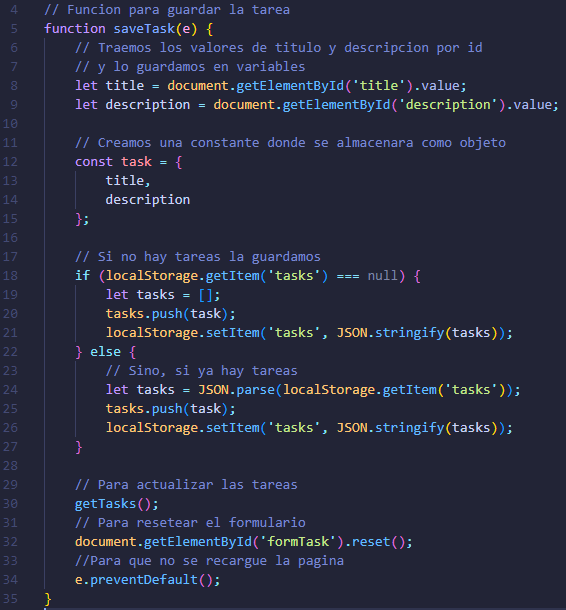 4 // Funcion para guardar la tarea
5 function saveTask(e) {
6 // Traemos los valores de titulo y descripcion por id
7 // y lo guardamos en variables
8 let title = document.getElementById('title').value;
9 let description = document.getElementById('description').value;
10
11 // Creamos una constante donde se almacenara como objeto
12 const task = {
13 title,
14 description
15 };
16
17 // Si no hay tareas la guardamos
18 if (localStorage.getItem('tasks') === null) {
19 let tasks = [];
20 tasks.push(task);
21 localStorage.setItem('tasks', JSON.stringify(tasks));
22 } else {
23 // Sino, si ya hay tareas
24 let tasks = JSON.parse(localStorage.getItem('tasks'));
25 tasks.push(task);
26 localStorage.setItem('tasks', JSON.stringify(tasks));
27 }
28
29 // Para actualizar las tareas
30 getTasks();
31 // Para resetear el formulario
32 document.getElementById('formTask').reset();
33 //Para que no se recargue la pagina
34 e.preventDefault();
35 }